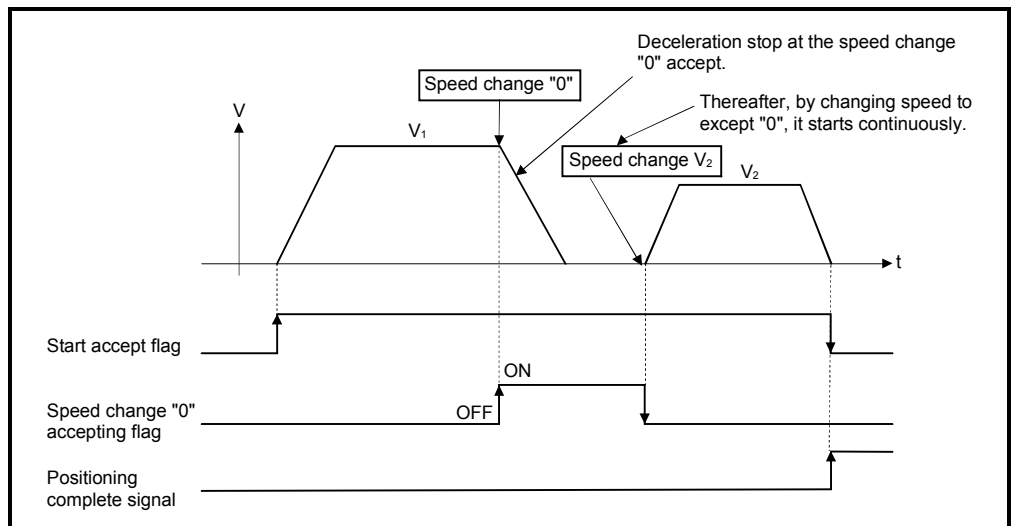 Deceleration stop at the speed change
"0" accept.
Speed change "0"
Thereafter, by changing speed to
except "0", it starts continuously.
V
V₁
Speed change V₂
V₂
t
Start accept flag
ON
OFF
Speed change "0"
accepting flag
Positioning
complete signal